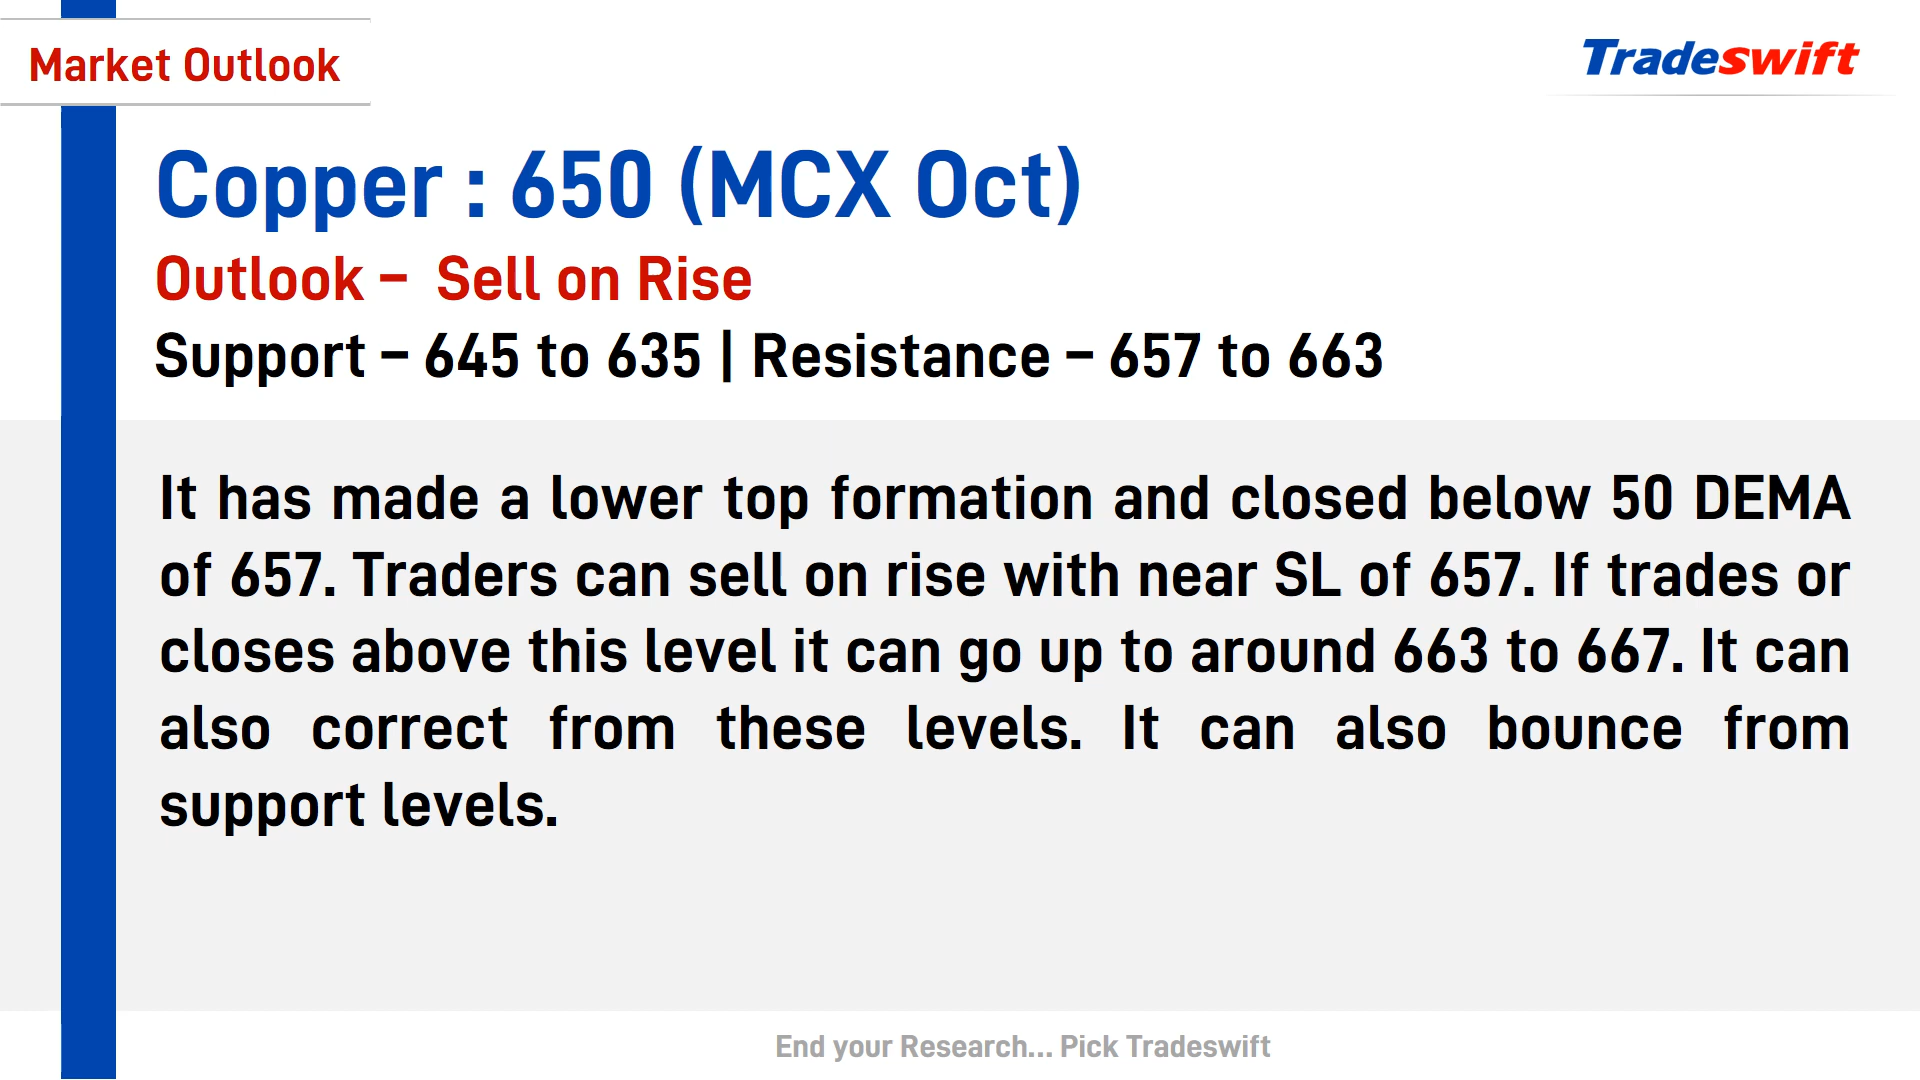 Market Outlook
Tradeswift
Copper : 650 (MCX Oct)
Outlook – Sell on Rise
Support – 645 to 635 | Resistance – 657 to 663
It has made a lower top formation and closed below 50 DEMA
of 657. Traders can sell on rise with near SL of 657. If trades or
closes above this level it can go up to around 663 to 667. It can
also correct from these levels. It can also bounce from
support levels.
End your Research... Pick Tradeswift